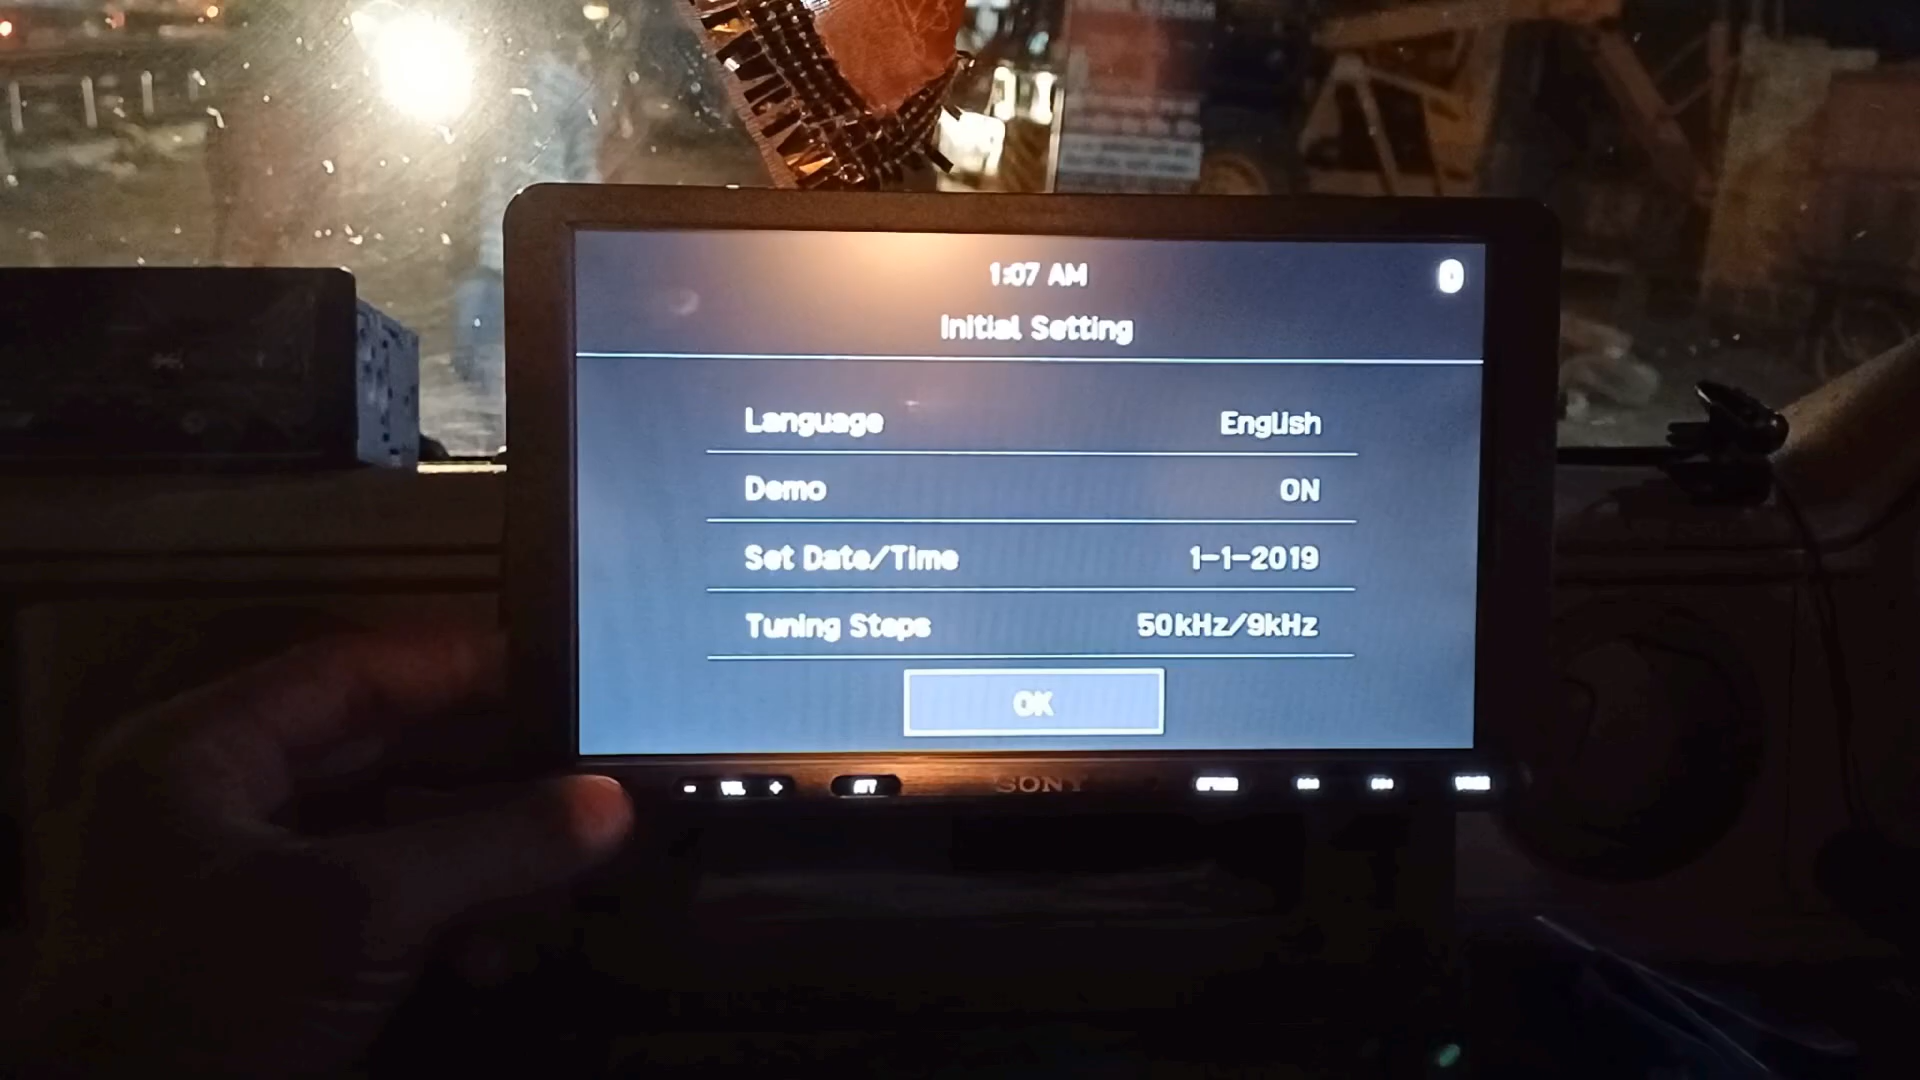 1:07 AM
Initial Setting
Language English
Demo ON
Set Date/Time 1-1-2019
Tuning Steps 50kHz/9kHz
OK
- VOL + ATT SONY